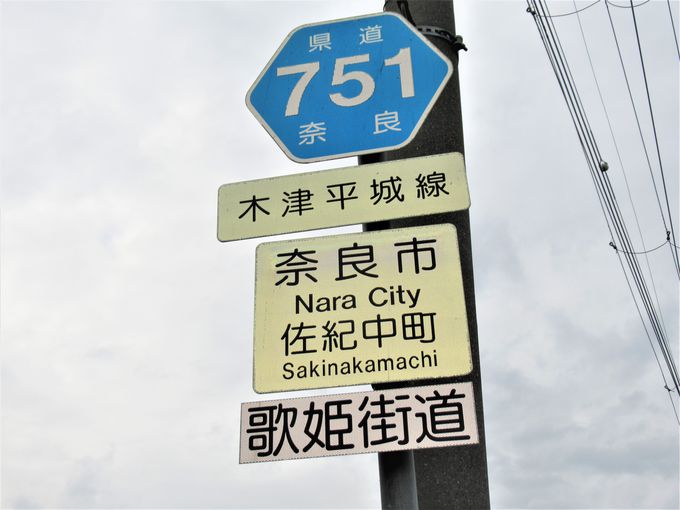 県道
751
奈良
木津平城線
奈良市
Nara City
佐紀中町
Sakinakamachi
歌姫街道